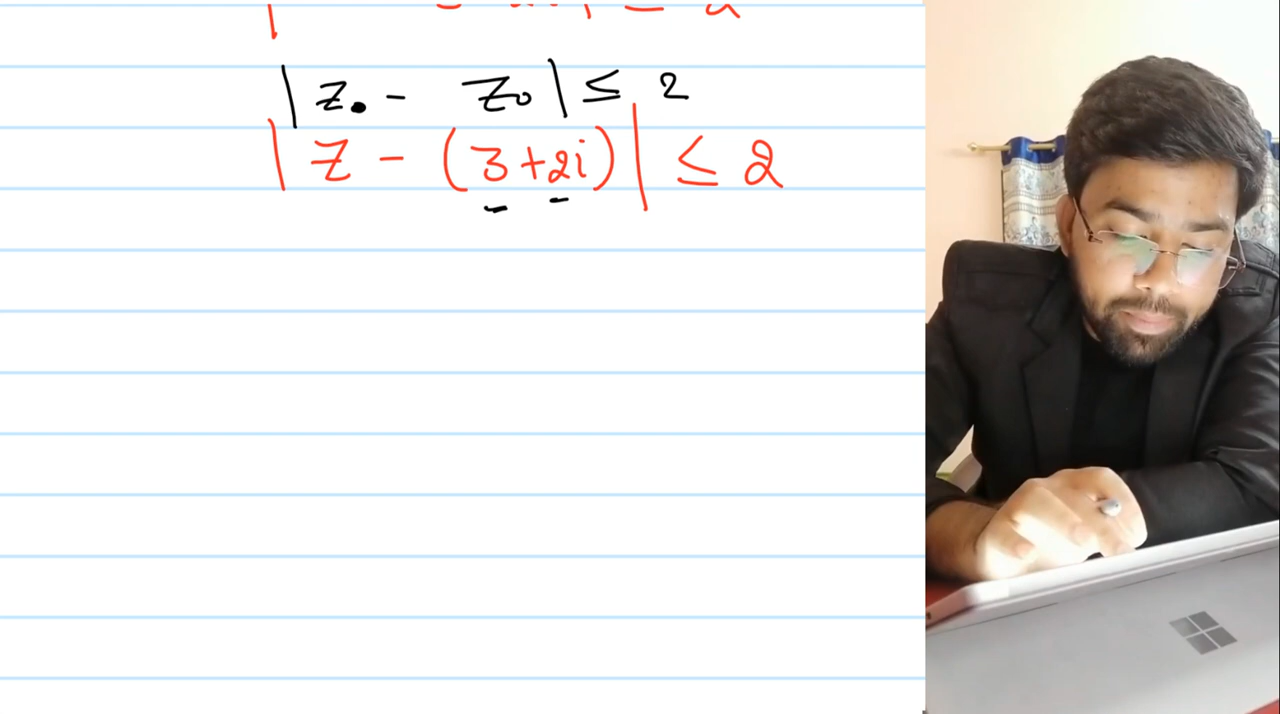 |z. - z₀| ≤ 2
|z - (3+2i)| ≤ 2